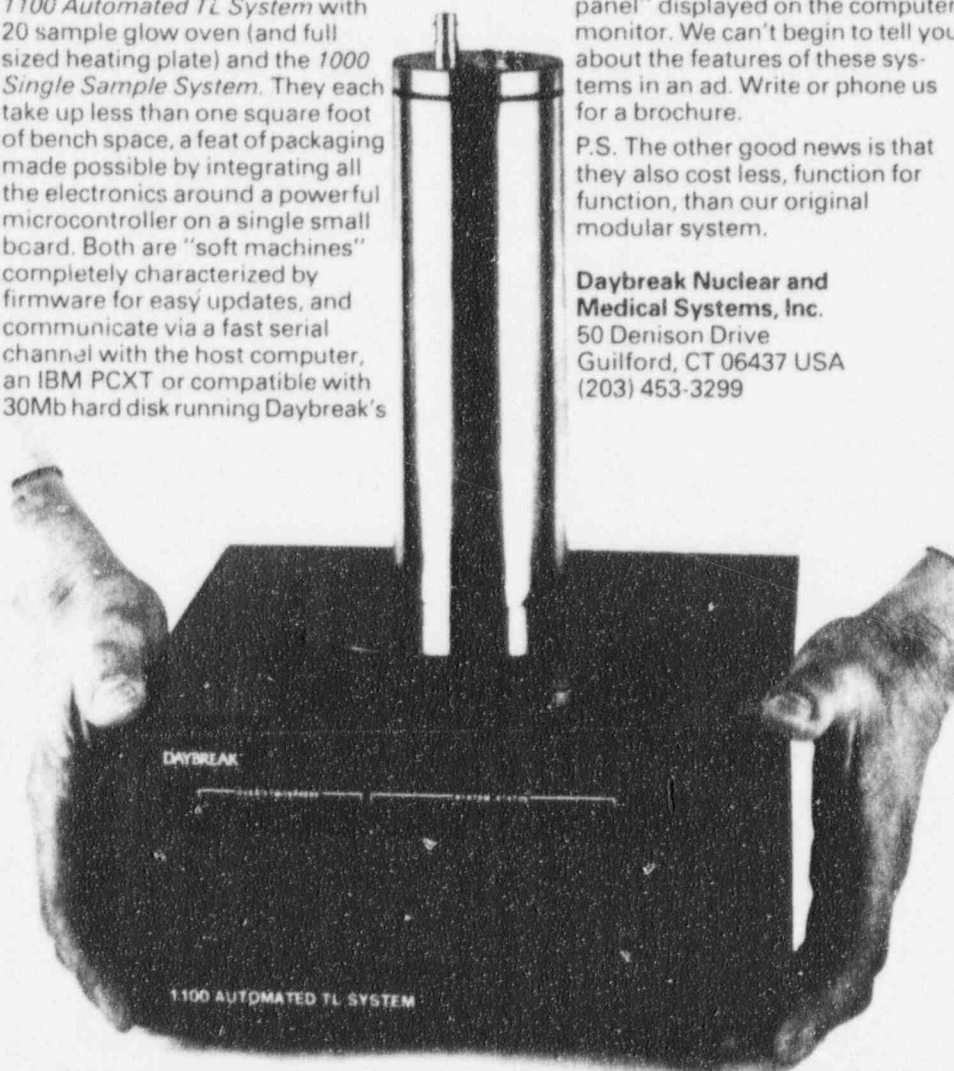 1100 Automated TL System with
20 sample glow oven (and full
sized heating plate) and the 1000
Single Sample System. They each
take up less than one square foot
of bench space, a feat of packaging
made possible by integrating all
the electronics around a powerful
microcontroller on a single small
board. Both are "soft machines"
completely characterized by
firmware for easy updates, and
communicate via a fast serial
channel with the host computer,
an IBM PCXT or compatible with
30Mb hard disk running Daybreak's
panel" displayed on the computer
monitor. We can't begin to tell you
about the features of these sys-
tems in an ad. Write or phone us
for a brochure.
P.S. The other good news is that
they also cost less, function for
function, than our original
modular system.
Daybreak Nuclear and
Medical Systems, Inc.
50 Denison Drive
Guilford, CT 06437 USA
(203) 453-3299
DAYBREAK
1100 AUTOMATED TL SYSTEM